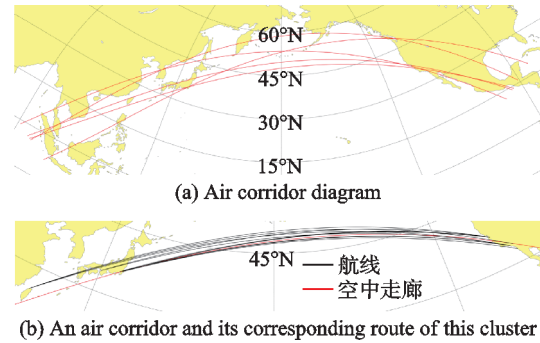 60°N
45°N
30°N
15°N
(a) Air corridor diagram
45°N
航线
空中走廊
(b) An air corridor and its corresponding route of this cluster